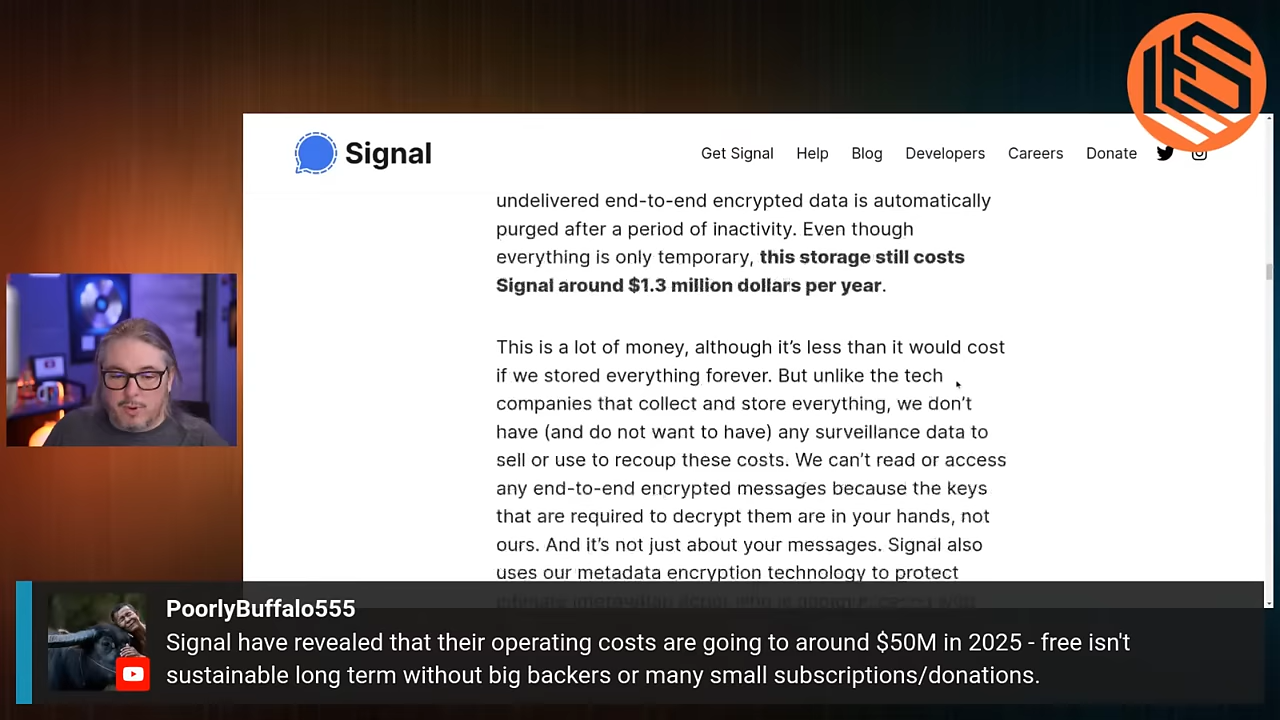 Signal
Get Signal Help Blog Developers Careers Donate
undelivered end-to-end encrypted data is automatically
purged after a period of inactivity. Even though
everything is only temporary, this storage still costs
Signal around $1.3 million dollars per year.
This is a lot of money, although it’s less than it would cost
if we stored everything forever. But unlike the tech
companies that collect and store everything, we don’t
have (and do not want to have) any surveillance data to
sell or use to recoup these costs. We can’t read or access
any end-to-end encrypted messages because the keys
that are required to decrypt them are in your hands, not
ours. And it’s not just about your messages. Signal also
uses our metadata encryption technology to protect
PoorlyBuffalo555
Signal have revealed that their operating costs are going to around $50M in 2025 - free isn't
sustainable long term without big backers or many small subscriptions/donations.